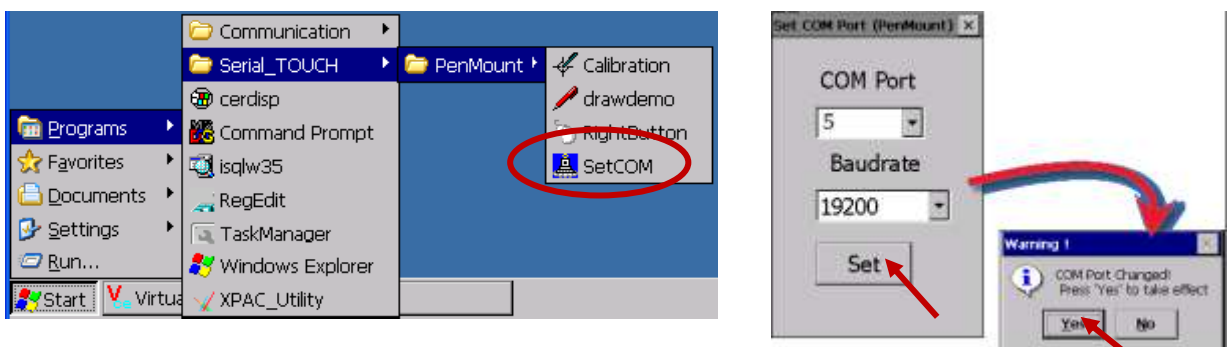 Communication
Serial_TOUCH
cerdisp
Command Prompt
isqlw35
RegEdit
TaskManager
Windows Explorer
XPAC_Utility
PenMount
Calibration
drawdemo
RightButton
SetCOM
Programs
Favorites
Documents
Settings
Run...
Start
Virtua
Set COM Port (PenMount)
COM Port
5
Baudrate
19200
Set
Warning !
COM Port Changed!
Press 'Yes' to take effect
Yes
No